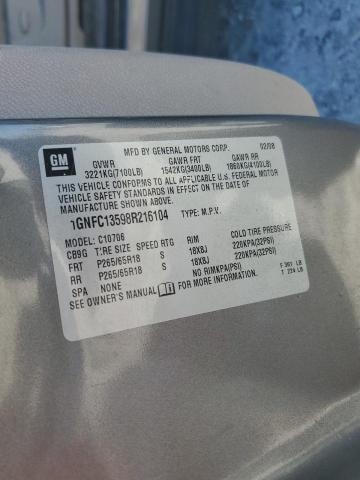 GM
MFD BY GENERAL MOTORS CORP. 02/08
GVWR GAWR FRT GAWR RR
3221KG(7100LB) 1542KG(3400LB) 1860KG(4100LB)
THIS VEHICLE CONFORMS TO ALL APPLICABLE U.S. FEDERAL MOTOR
VEHICLE SAFETY STANDARDS IN EFFECT ON THE DATE OF
MANUFACTURE SHOWN ABOVE.
1GNFC13598R216104 TYPE: M.P.V.
MODEL: C10706
CB9G TIRE SIZE SPEED RTG RIM COLD TIRE PRESSURE
FRT P265/65R18 S 18X8J 220KPA(32PSI)
RR P265/65R18 S 18X8J 220KPA(32PSI)
SPA NONE NO RIMKPA(PSI)
SEE OWNER'S MANUAL FOR MORE INFORMATION.